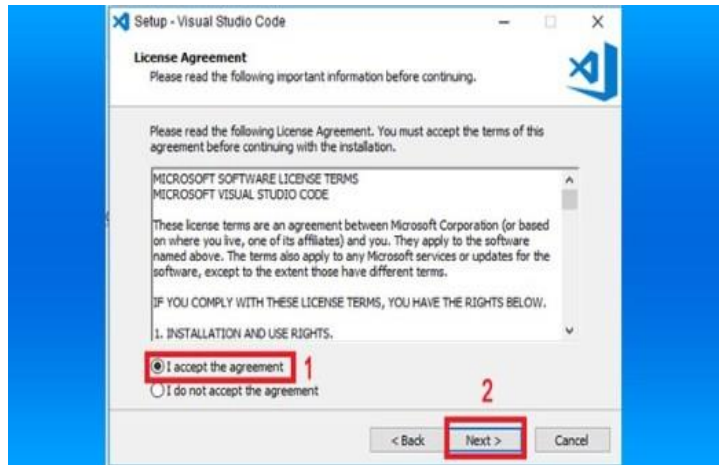 Setup - Visual Studio Code
License Agreement
Please read the following important information before continuing.
Please read the following License Agreement. You must accept the terms of this
agreement before continuing with the installation.
MICROSOFT SOFTWARE LICENSE TERMS
MICROSOFT VISUAL STUDIO CODE
These license terms are an agreement between Microsoft Corporation (or based
on where you live, one of its affiliates) and you. They apply to the software
named above. The terms also apply to any Microsoft services or updates for the
software, except to the extent those have different terms.
IF YOU COMPLY WITH THESE LICENSE TERMS, YOU HAVE THE RIGHTS BELOW.
1. INSTALLATION AND USE RIGHTS.
I accept the agreement 1
I do not accept the agreement
2
< Back Next > Cancel